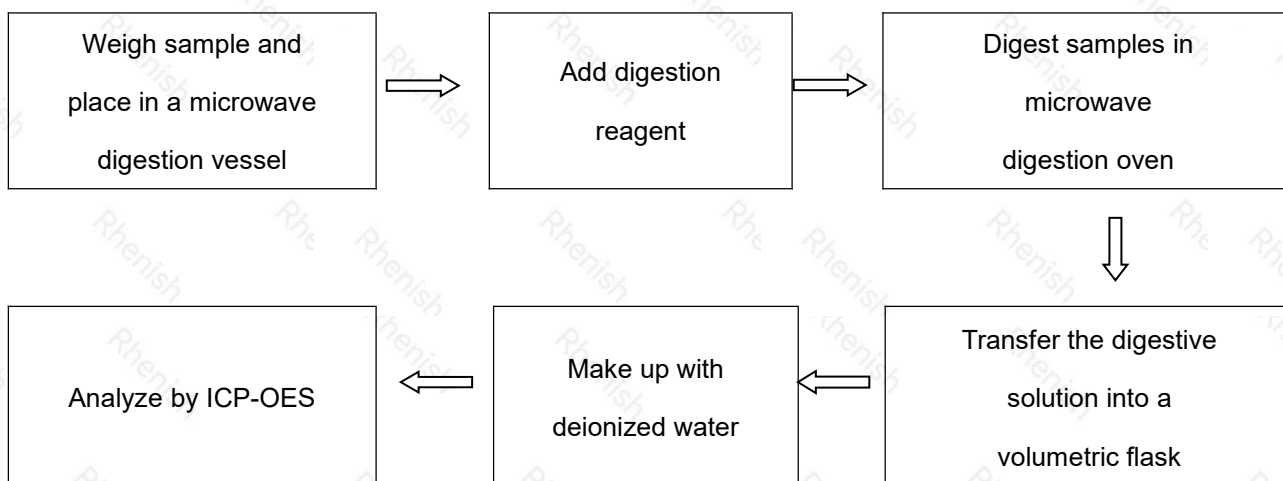 Weigh sample and
place in a microwave
digestion vessel
Add digestion
reagent
Digest samples in
microwave
digestion oven
Transfer the digestive
solution into a
volumetric flask
Make up with
deionized water
Analyze by ICP-OES
Rhenish